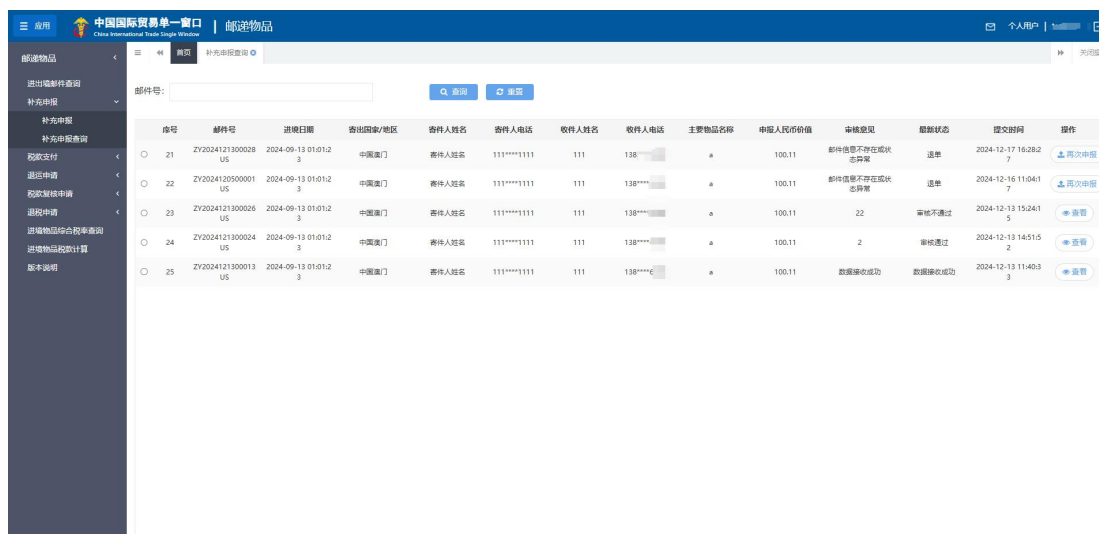 应用
中国国际贸易单一窗口 | 邮递物品
China International Trade Single Window
个人用户 |
邮递物品
首页 补充申报查询
进出境邮件查询
补充申报
补充申报
补充申报查询
税款支付
退运申请
税款复核申请
退税申请
进境物品综合税率查询
进境物品税款计算
版本说明
邮件号:
查询 重置
序号 邮件号 进境日期 寄出国家/地区 寄件人姓名 寄件人电话 收件人姓名 收件人电话 主要物品名称 申报人民币价值 审核意见 最新状态 提交时间 操作
21 ZY2024121300028US 2024-09-13 01:01:23 中国澳门 寄件人姓名 111****1111 111 138 a 100.11 邮件信息不存在或状态异常 退单 2024-12-17 16:28:27 再次申报
22 ZY2024120500001US 2024-09-13 01:01:23 中国澳门 寄件人姓名 111****1111 111 138**** a 100.11 邮件信息不存在或状态异常 退单 2024-12-16 11:04:17 再次申报
23 ZY2024121300026US 2024-09-13 01:01:23 中国澳门 寄件人姓名 111****1111 111 138*** a 100.11 22 审核不通过 2024-12-13 15:24:15 查看
24 ZY2024121300024US 2024-09-13 01:01:23 中国澳门 寄件人姓名 111****1111 111 138**** a 100.11 2 审核通过 2024-12-13 14:51:52 查看
25 ZY2024121300013US 2024-09-13 01:01:23 中国澳门 寄件人姓名 111****1111 111 138****6 a 100.11 数据接收成功 数据接收成功 2024-12-13 11:40:33 查看